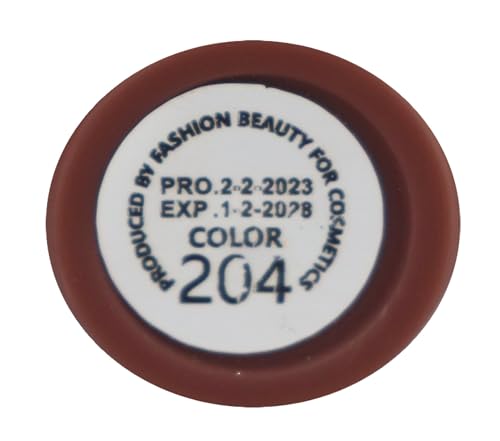 PRODUCED BY FASHION BEAUTY FOR COSMETICS
PRO.2-2-2023
EXP.1-2-2028
COLOR
204